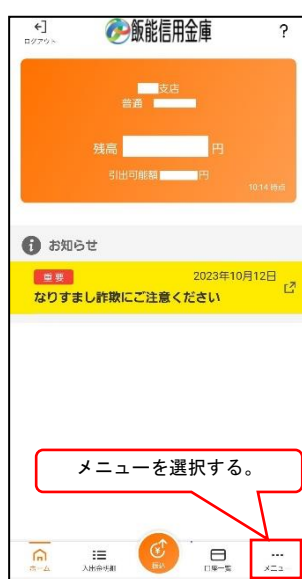 飯能信用金庫
?
ログアウト
支店
普通
残高 円
引出可能額 円
10:14 時点
お知らせ
重要 2023年10月12日
なりすまし詐欺にご注意ください
メニューを選択する。
ホーム 入出金明細 振込 口座一覧 メニュー